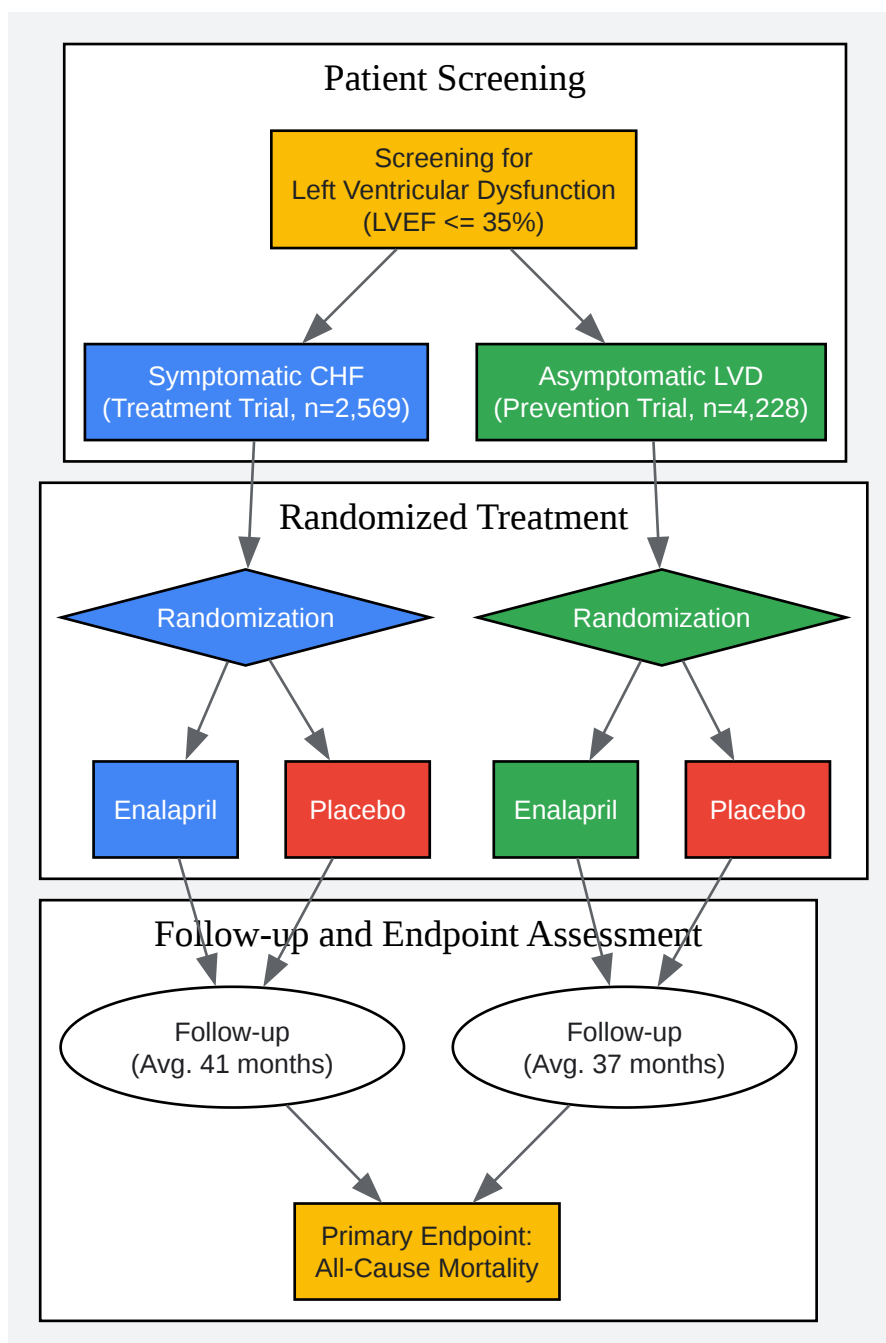 Patient Screening
Screening for
Left Ventricular Dysfunction
(LVEF <= 35%)
Symptomatic CHF
(Treatment Trial, n=2,569)
Asymptomatic LVD
(Prevention Trial, n=4,228)
Randomized Treatment
Randomization
Randomization
Enalapril
Placebo
Enalapril
Placebo
Follow-up and Endpoint Assessment
Follow-up
(Avg. 41 months)
Follow-up
(Avg. 37 months)
Primary Endpoint:
All-Cause Mortality